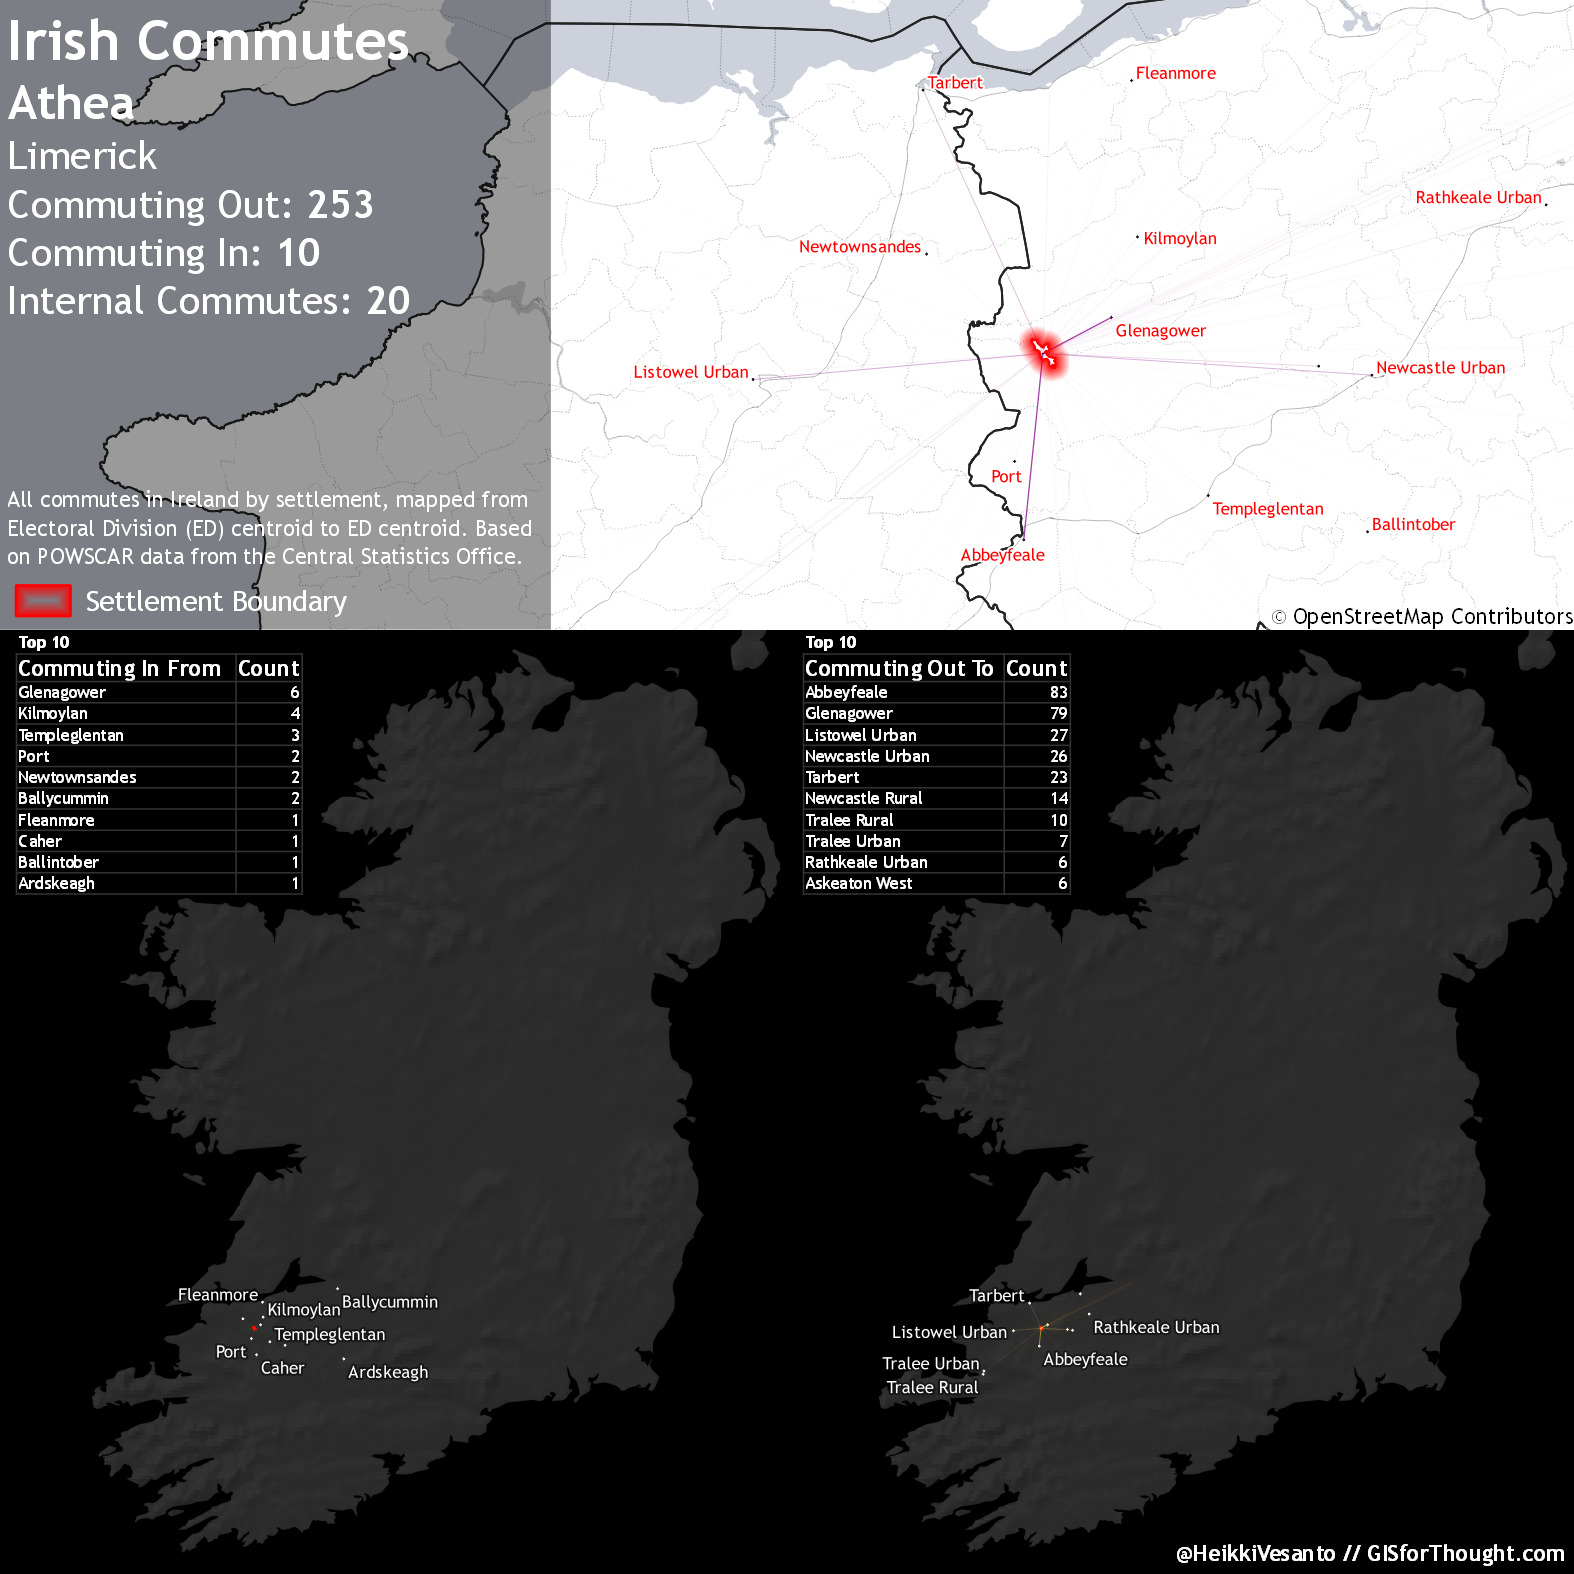 Irish Commutes
Athea
Limerick
Commuting Out: 253
Commuting In: 10
Internal Commutes: 20
All commutes in Ireland by settlement, mapped from
Electoral Division (ED) centroid to ED centroid. Based
on POWSCAR data from the Central Statistics Office.
Settlement Boundary
Tarbert
Fleanmore
Rathkeale Urban
Newtownsandes
Kilmoylan
Glenagower
Listowel Urban
Newcastle Urban
Port
Templeglentan
Ballintober
Abbeyfeale
© OpenStreetMap Contributors
Top 10
Commuting In From Count
Glenagower 6
Kilmoylan 4
Templeglentan 3
Port 2
Newtownsandes 2
Ballycummin 2
Fleanmore 1
Caher 1
Ballintober 1
Ardskeagh 1
Fleanmore
Kilmoylan
Ballycummin
Templeglentan
Port
Caher
Ardskeagh
Top 10
Commuting Out To Count
Abbeyfeale 83
Glenagower 79
Listowel Urban 27
Newcastle Urban 26
Tarbert 23
Newcastle Rural 14
Tralee Rural 10
Tralee Urban 7
Rathkeale Urban 6
Askeaton West 6
Tarbert
Listowel Urban
Rathkeale Urban
Tralee Urban
Abbeyfeale
Tralee Rural
@HeikkiVesanto // GISforThought.com